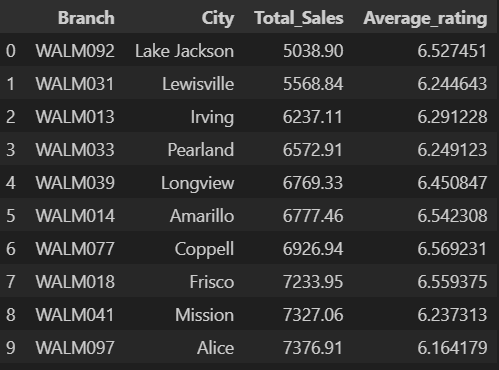 Branch City Total_Sales Average_rating
0 WALM092 Lake Jackson 5038.90 6.527451
1 WALM031 Lewisville 5568.84 6.244643
2 WALM013 Irving 6237.11 6.291228
3 WALM033 Pearland 6572.91 6.249123
4 WALM039 Longview 6769.33 6.450847
5 WALM014 Amarillo 6777.46 6.542308
6 WALM077 Coppell 6926.94 6.569231
7 WALM018 Frisco 7233.95 6.559375
8 WALM041 Mission 7327.06 6.237313
9 WALM097 Alice 7376.91 6.164179